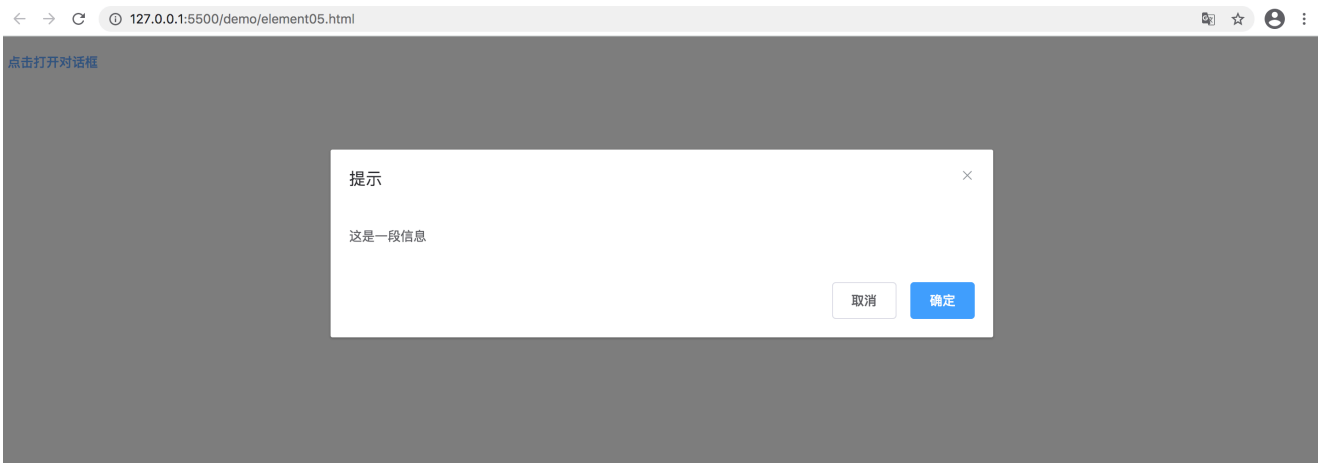 127.0.0.1:5500/demo/element05.html
点击打开对话框
提示
这是一段信息
取消
确定